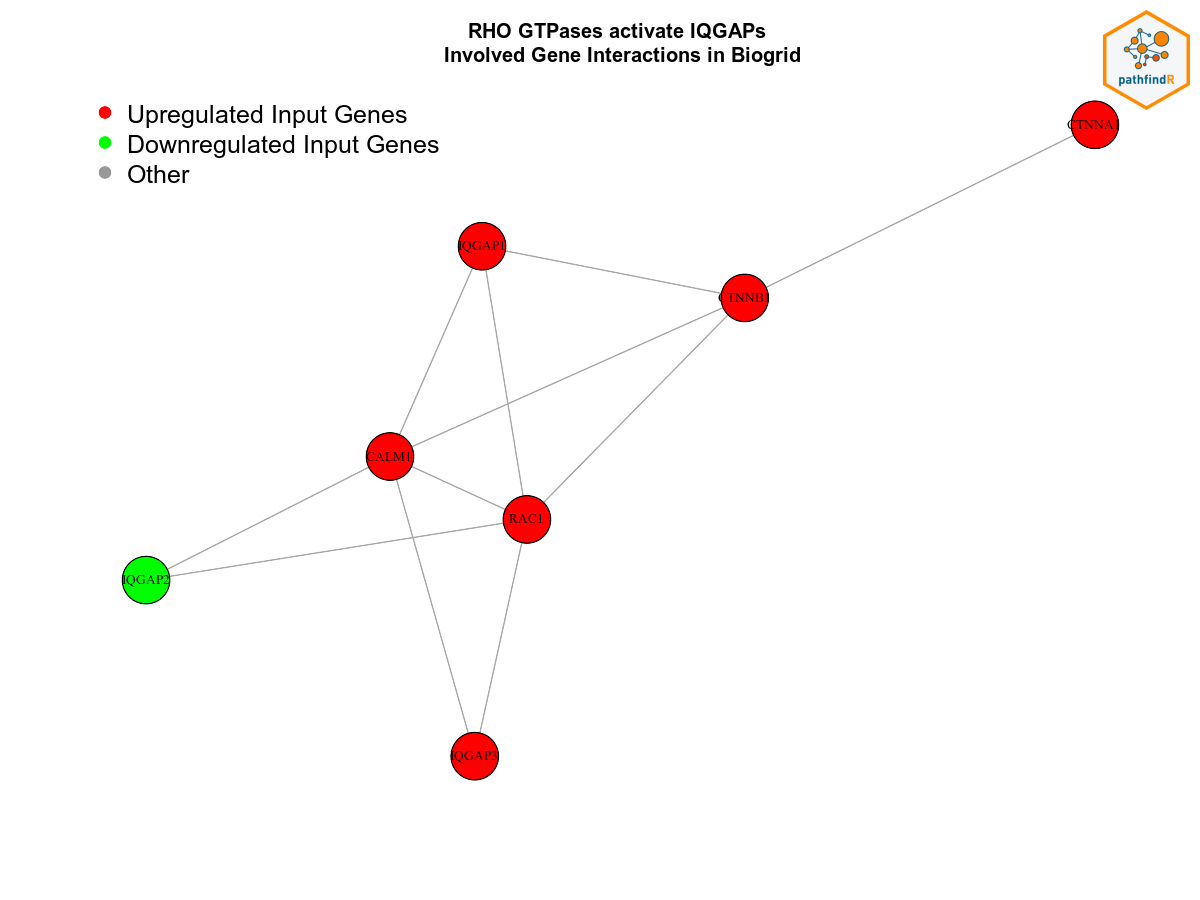 RHO GTPases activate IQGAPs
Involved Gene Interactions in Biogrid
pathfindR
Upregulated Input Genes
Downregulated Input Genes
Other
CTNNA1
IQGAP1
CTNNB1
CALM1
RAC1
IQGAP2
IQGAP3